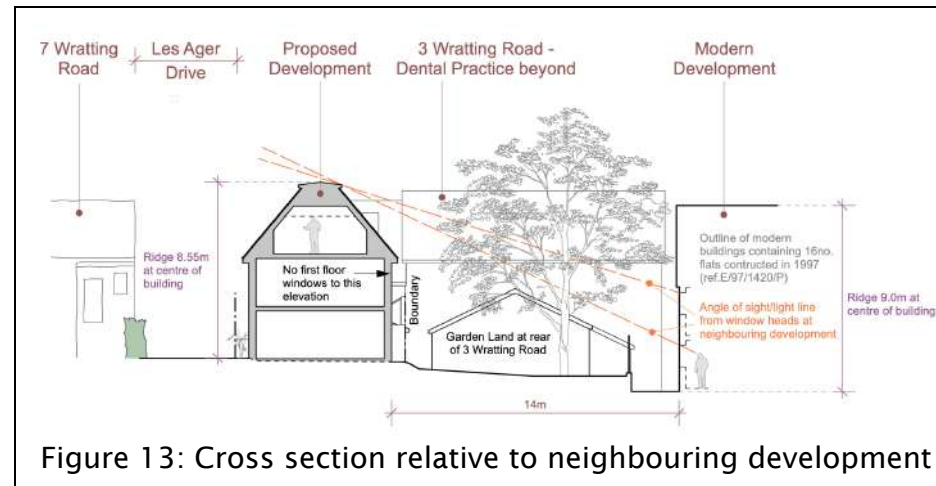 7 Wratting
Road
Les Ager
Drive
Proposed
Development
3 Wratting Road -
Dental Practice beyond
Modern
Development
Ridge 8.55m
at centre of
building
No first floor
windows to this
elevation
Boundary
Garden Land at rear
of 3 Wratting Road
Outline of modern
buildings containing 16no.
flats contructed in 1997
(ref.E/97/1420/P)
Angle of sight/light line
from window heads at
neighbouring development
Ridge 9.0m at
centre of building
14m
Figure 13: Cross section relative to neighbouring development